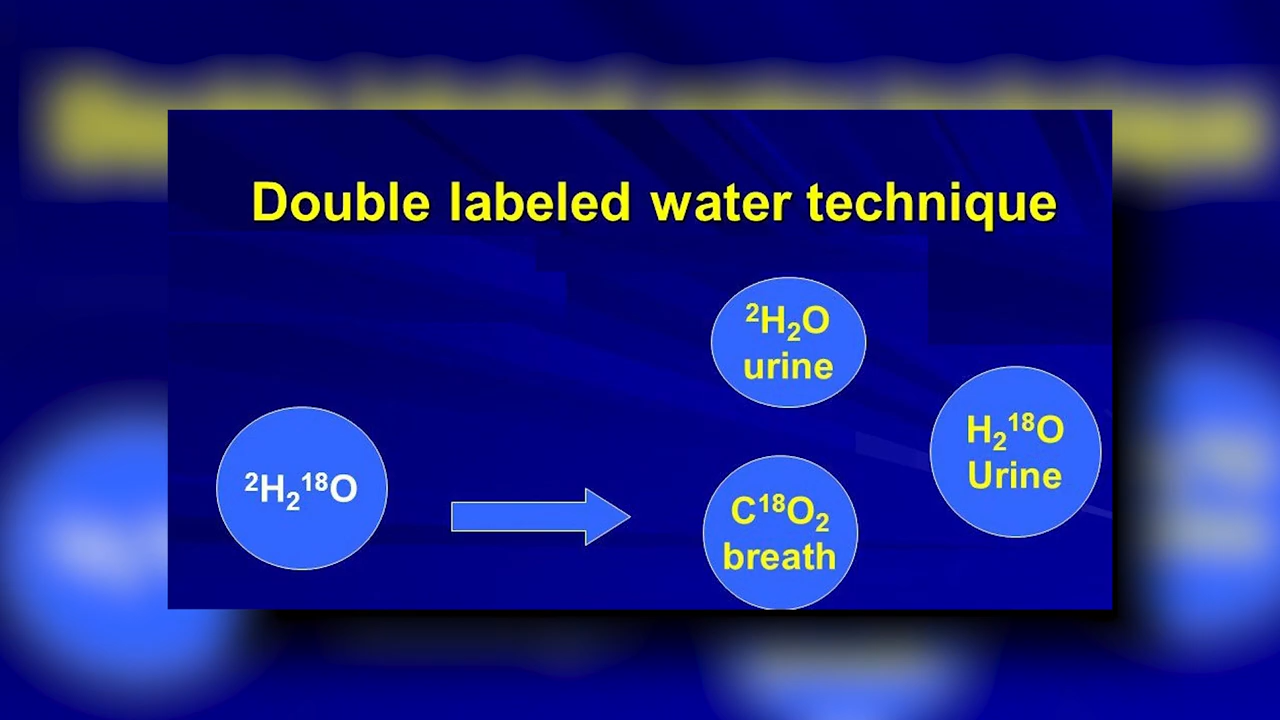 Double labeled water technique
²H₂¹⁸O
²H₂O
urine
C¹⁸O₂
breath
H₂¹⁸O
Urine